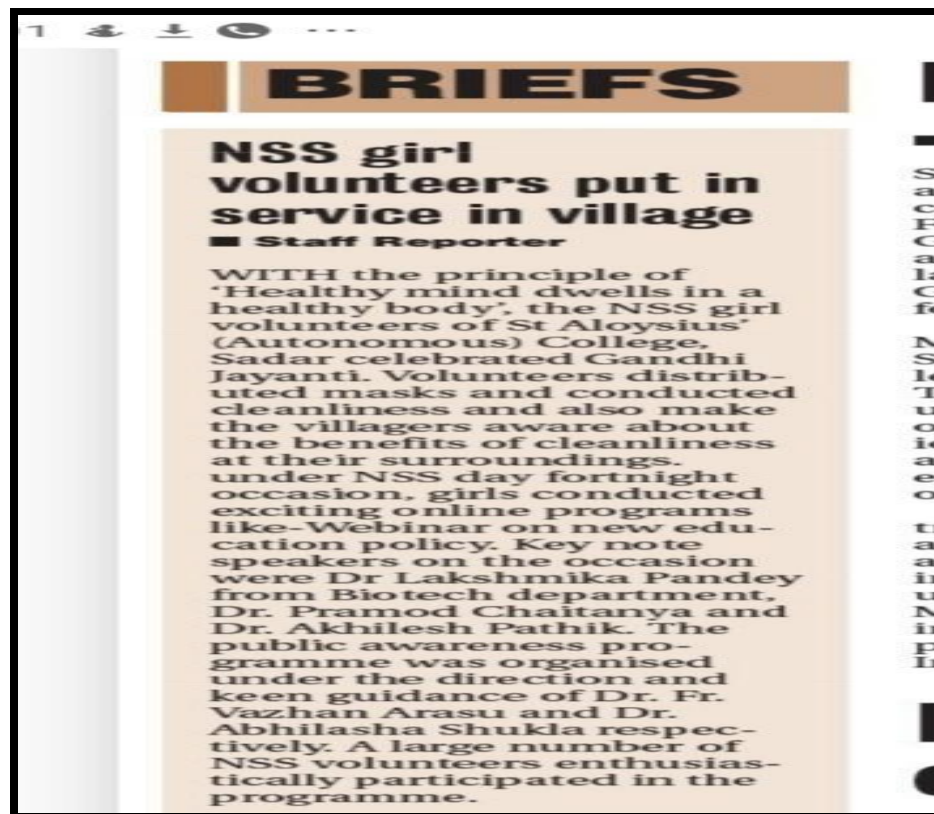 BRIEFS
NSS girl
volunteers put in
service in village
■ Staff Reporter
WITH the principle of
‘Healthy mind dwells in a
healthy body’, the NSS girl
volunteers of St Aloysius’
(Autonomous) College,
Sadar celebrated Gandhi
Jayanti. Volunteers distrib-
uted masks and conducted
cleanliness and also make
the villagers aware about
the benefits of cleanliness
at their surroundings.
under NSS day fortnight
occasion, girls conducted
exciting online programs
like-Webinar on new edu-
cation policy. Key note
speakers on the occasion
were Dr Lakshmika Pandey
from Biotech department,
Dr. Pramod Chaitanya and
Dr. Akhilesh Pathik. The
public awareness pro-
gramme was organised
under the direction and
keen guidance of Dr. Fr.
Vazhan Arasu and Dr.
Abhilasha Shukla respec-
tively. A large number of
NSS volunteers enthusias-
tically participated in the
programme.